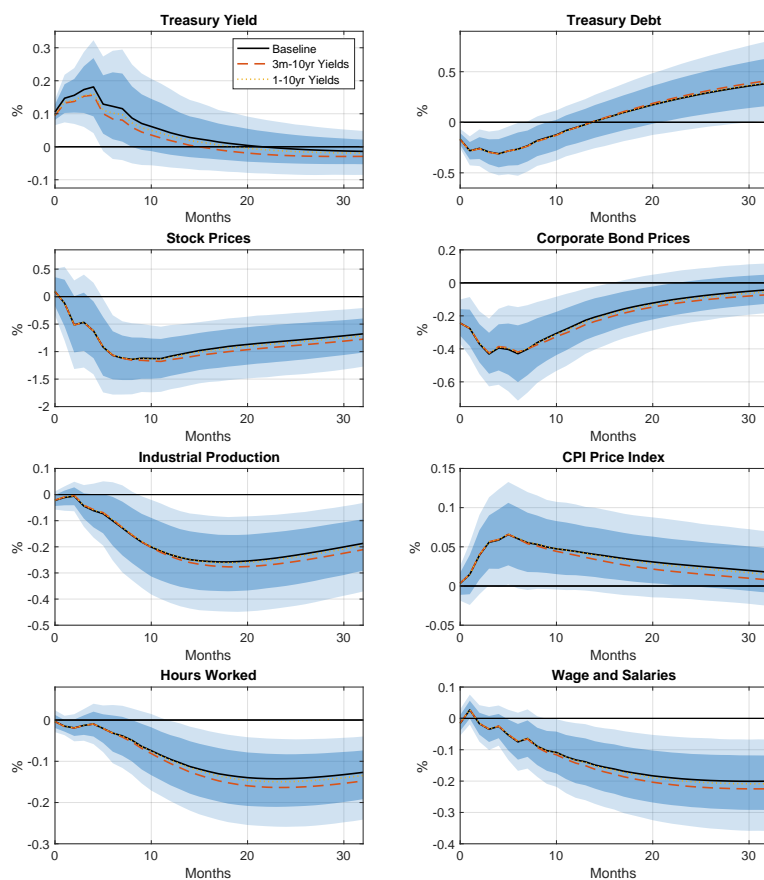 Treasury Yield
Baseline
3m-10yr Yields
1-10yr Yields
%
0.3
0.2
0.1
0
-0.1
0 10 20 30
Months
Treasury Debt
%
0.5
0
-0.5
0 10 20 30
Months
Stock Prices
%
0.5
0
-0.5
-1
-1.5
-2
0 10 20 30
Months
Corporate Bond Prices
%
0.2
0
-0.2
-0.4
-0.6
0 10 20 30
Months
Industrial Production
%
0.1
0
-0.1
-0.2
-0.3
-0.4
-0.5
0 10 20 30
Months
CPI Price Index
%
0.15
0.1
0.05
0
-0.05
0 10 20 30
Months
Hours Worked
%
0
-0.1
-0.2
-0.3
0 10 20 30
Months
Wage and Salaries
%
0.1
0
-0.1
-0.2
-0.3
-0.4
0 10 20 30
Months